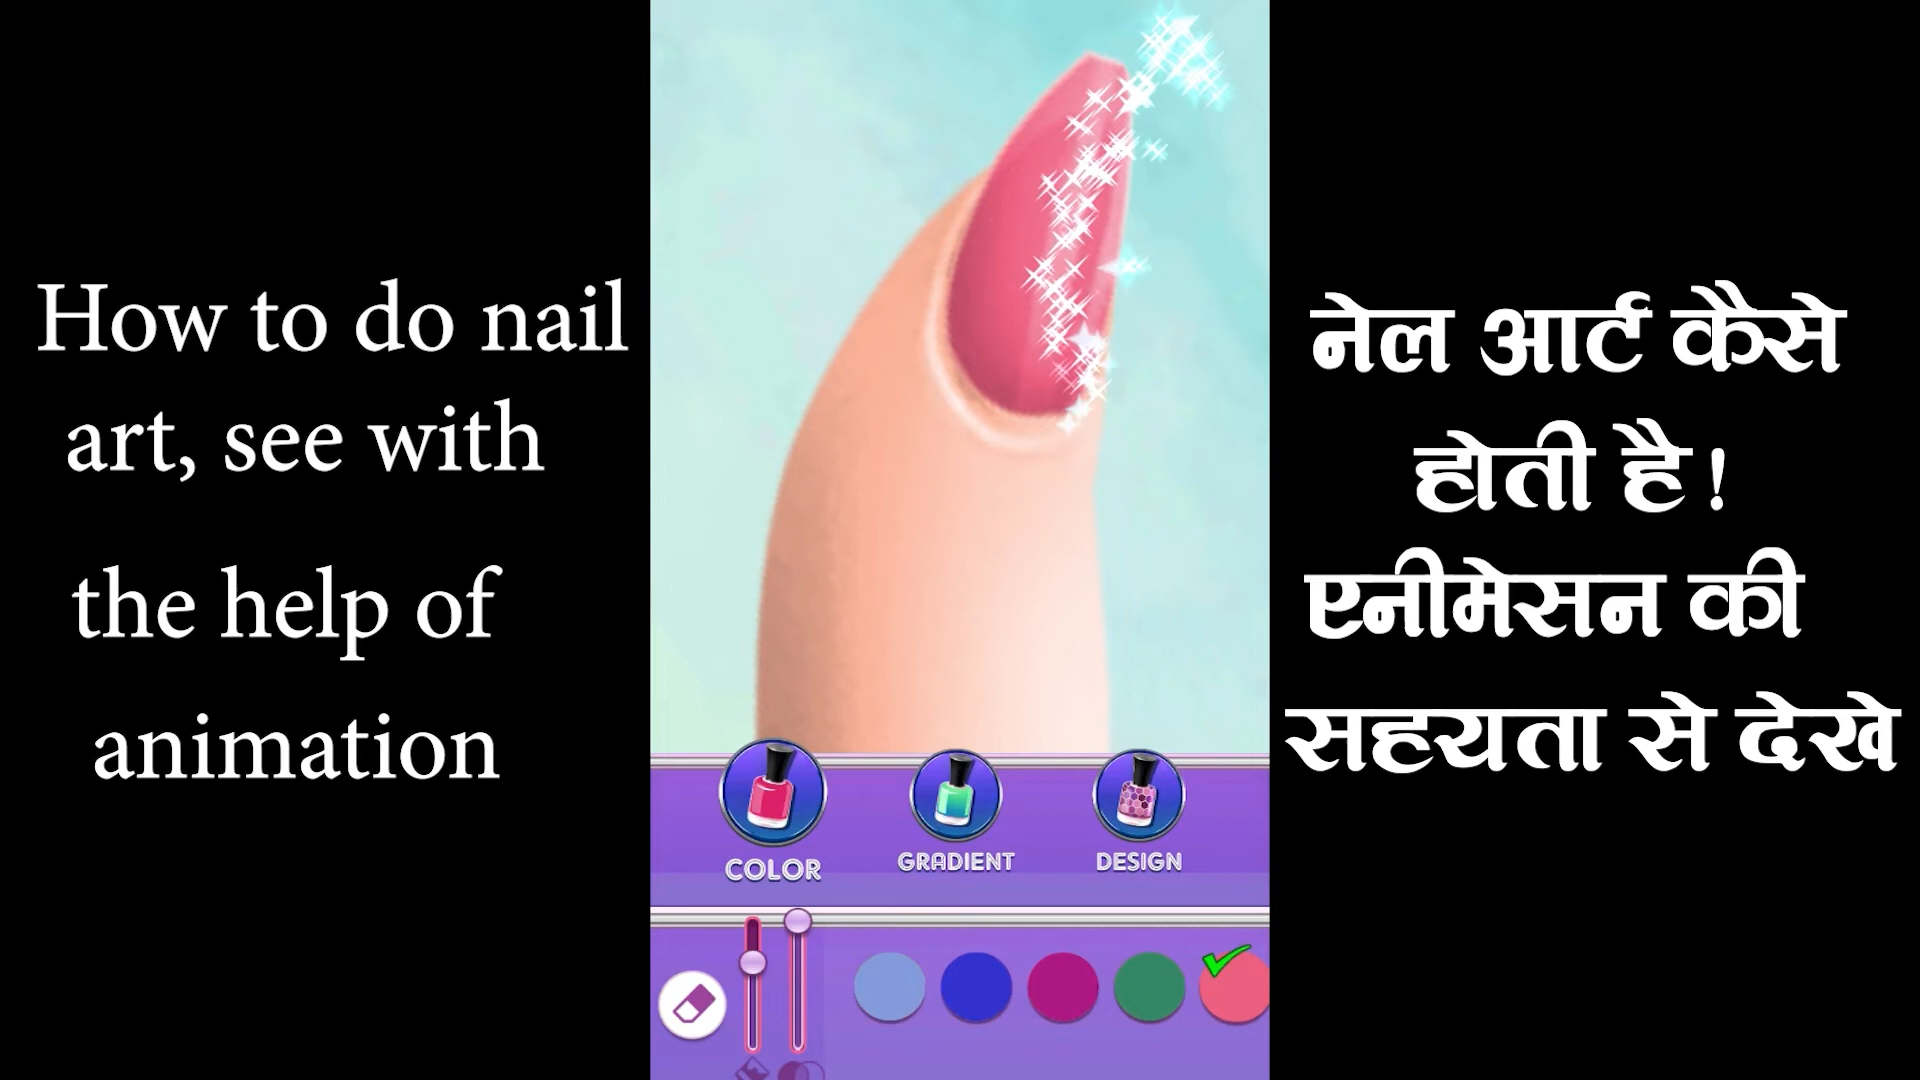 How to do nail
art, see with
the help of
animation
COLOR
GRADIENT
DESIGN
नेल आर्ट कैसे
होती है!
एनीमेसन की
सहयता से देखे